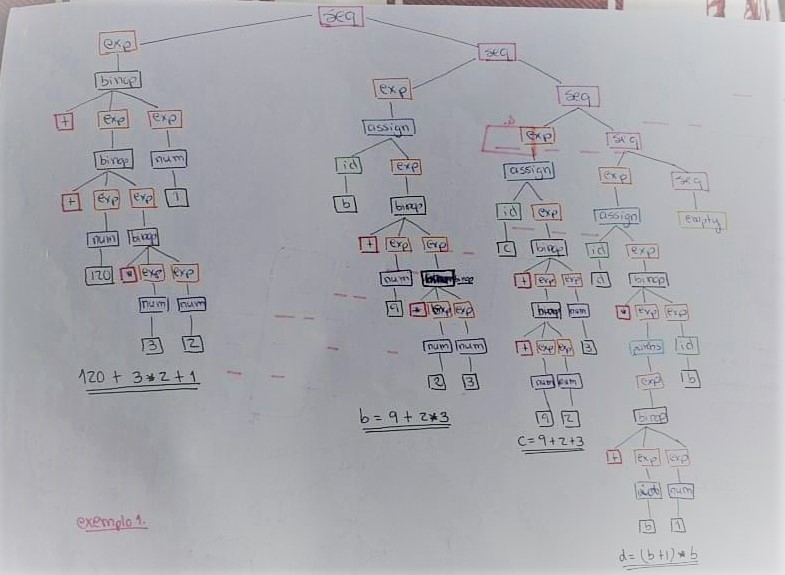 seq
exp
seq
binop
exp
seq
+ exp exp
assign
exp
seq
binop num
id exp
assign
exp
seq
+ exp exp 1
b binop
id exp
assign
empty
num binop
+ exp exp
c binop
id exp
120 * exp exp
num binop
+ exp exp
d binop
num num
9 * exp exp
binop num
* exp exp
3 2
num num
+ exp exp 3
id
120 + 3*2+1
2 3
num num
exp
b
b = 9 + 2*3
9 2
binop
c=9+2+3
+ exp exp
num
exemplo1.
b 1
d=(b+1)*b